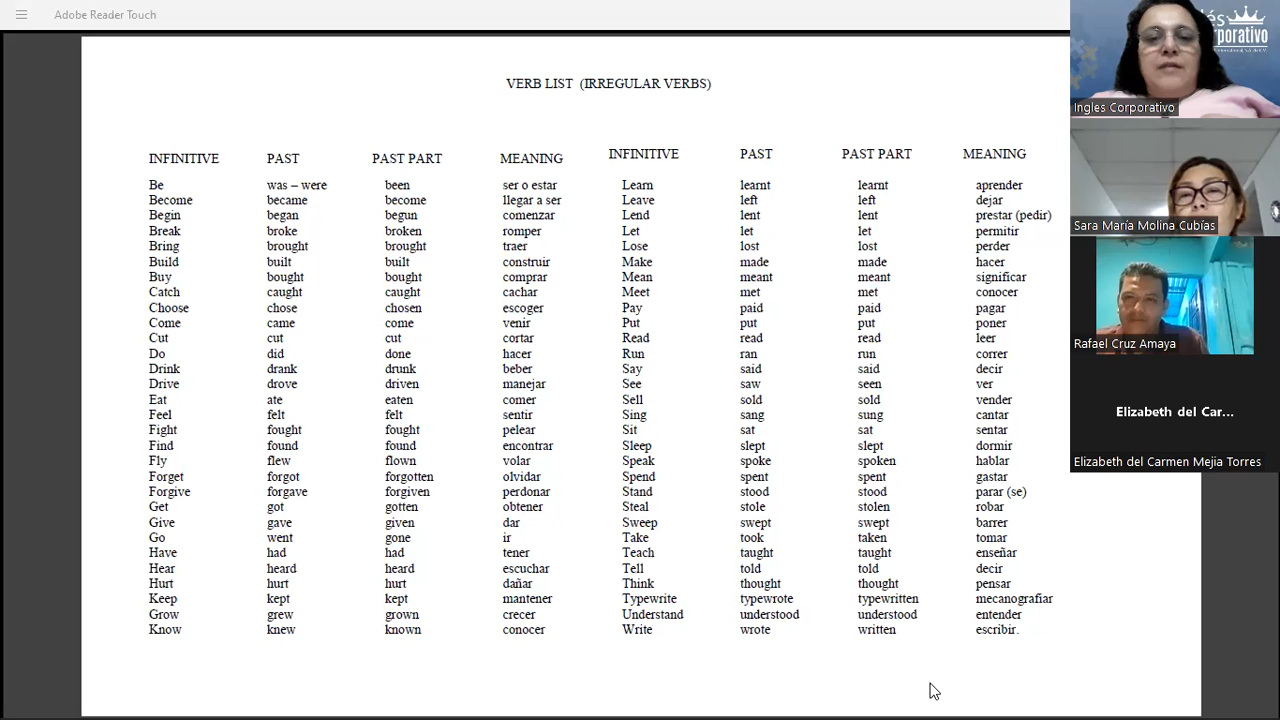 Adobe Reader Touch
VERB LIST (IRREGULAR VERBS)
INFINITIVE PAST PAST PART MEANING INFINITIVE PAST PAST PART MEANING
Be was – were been ser o estar Learn learnt learnt aprender
Become became become llegar a ser Leave left left dejar
Begin began begun comenzar Lend lent lent prestar (pedir)
Break broke broken romper Let let let permitir
Bring brought brought traer Lose lost lost perder
Build built built construir Make made made hacer
Buy bought bought comprar Mean meant meant significar
Catch caught caught cachar Meet met met conocer
Choose chose chosen escoger Pay paid paid pagar
Come came come venir Put put put poner
Cut cut cut cortar Read read read leer
Do did done hacer Run ran run correr
Drink drank drunk beber Say said said decir
Drive drove driven manejar See saw seen ver
Eat ate eaten comer Sell sold sold vender
Feel felt felt sentir Sing sang sung cantar
Fight fought fought pelear Sit sat sat sentar
Find found found encontrar Sleep slept slept dormir
Fly flew flown volar Speak spoke spoken hablar
Forget forgot forgotten olvidar Spend spent spent gastar
Forgive forgave forgiven perdonar Stand stood stood parar (se)
Get got gotten obtener Steal stole stolen robar
Give gave given dar Sweep swept swept barrer
Go went gone ir Take took taken tomar
Have had had tener Teach taught taught enseñar
Hear heard heard escuchar Tell told told decir
Hurt hurt hurt dañar Think thought thought pensar
Keep kept kept mantener Typewrite typewrote typewritten mecanografiar
Grow grew grown crecer Understand understood understood entender
Know knew known conocer Write wrote written escribir.
Ingles Corporativo
Sara María Molina Cubías
Rafael Cruz Amaya
Elizabeth del Car...
Elizabeth del Carmen Mejia Torres